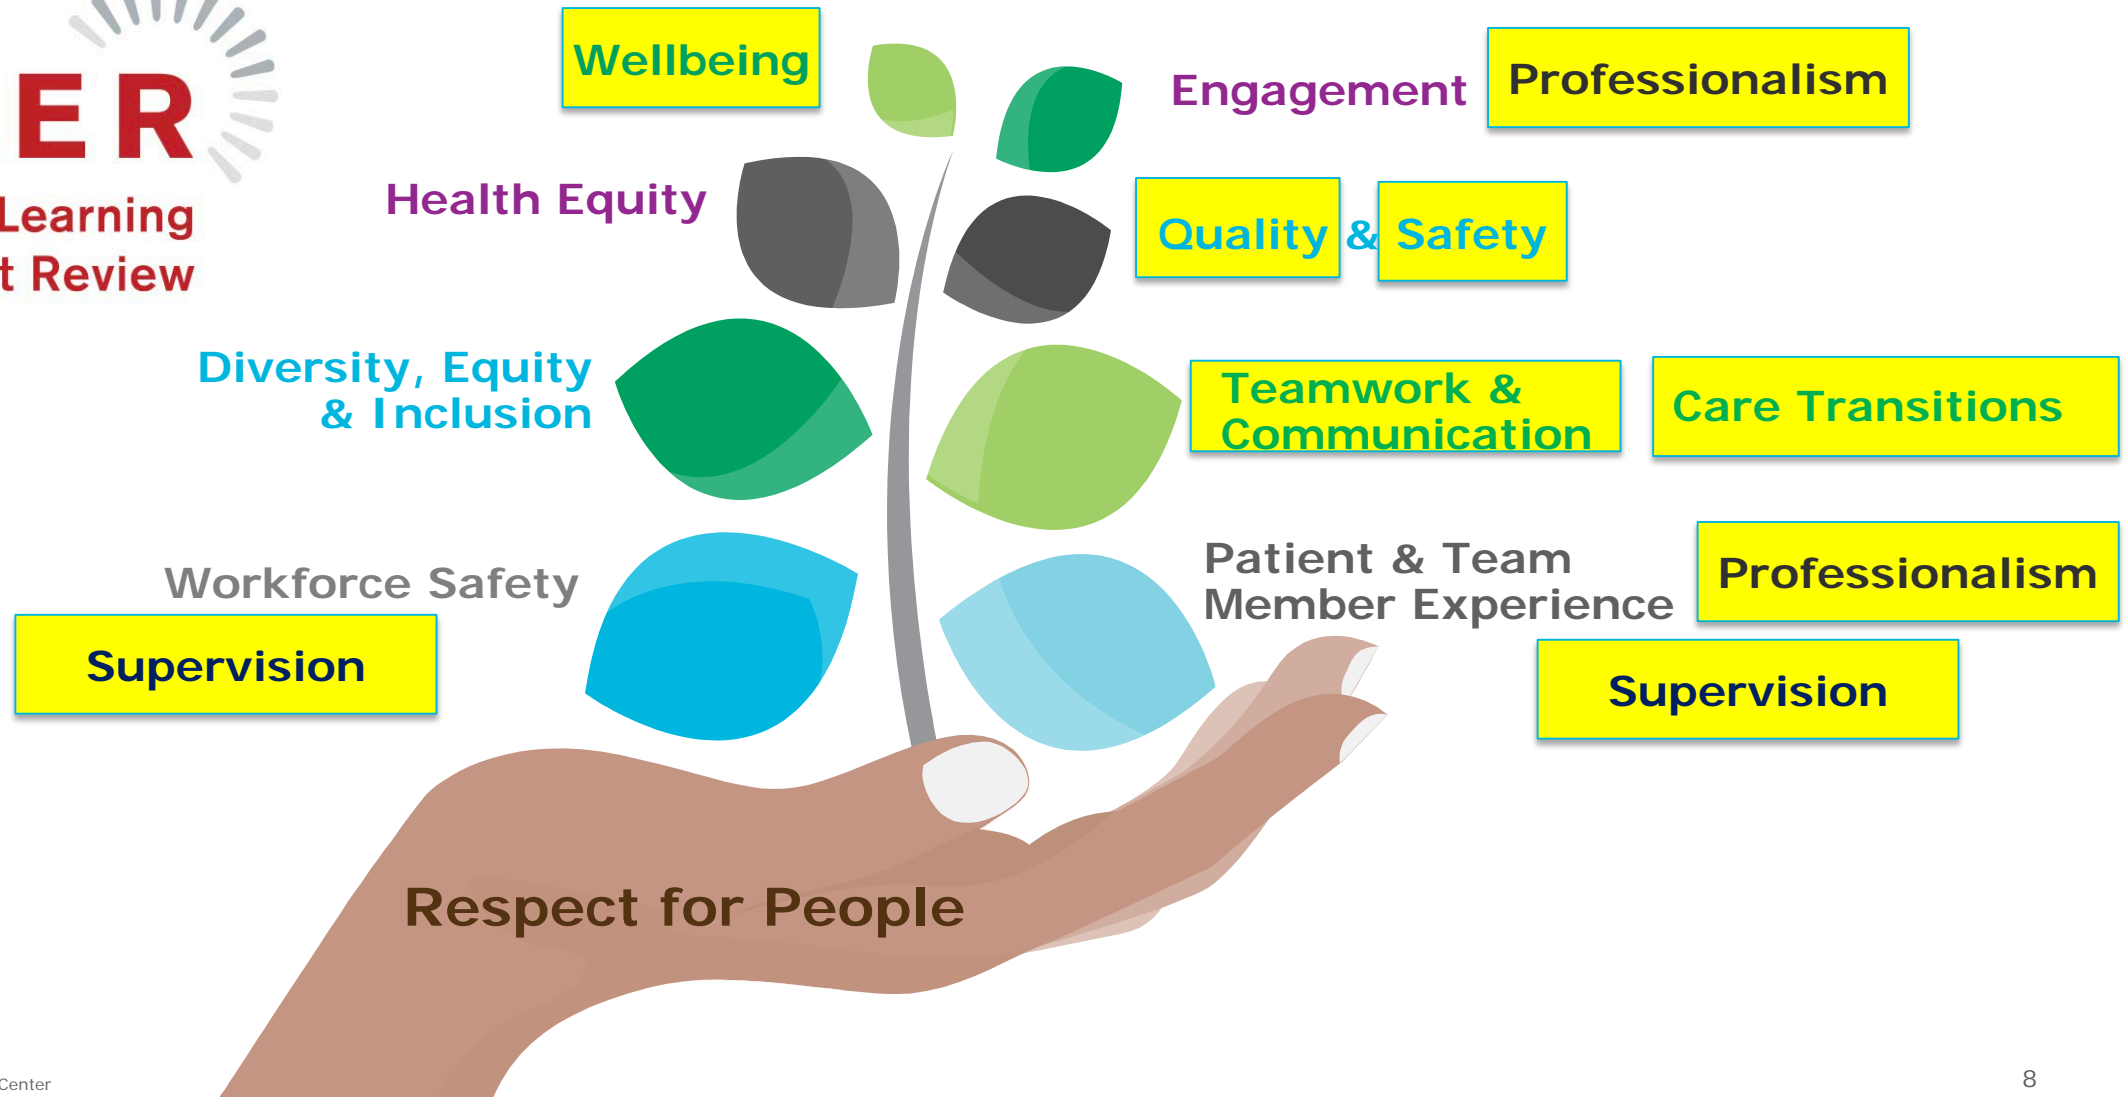 ER
Learning
t Review
Wellbeing
Engagement
Professionalism
Health Equity
Quality & Safety
Diversity, Equity
& Inclusion
Teamwork &
Communication
Care Transitions
Workforce Safety
Supervision
Patient & Team
Member Experience
Professionalism
Supervision
Respect for People
Center
8